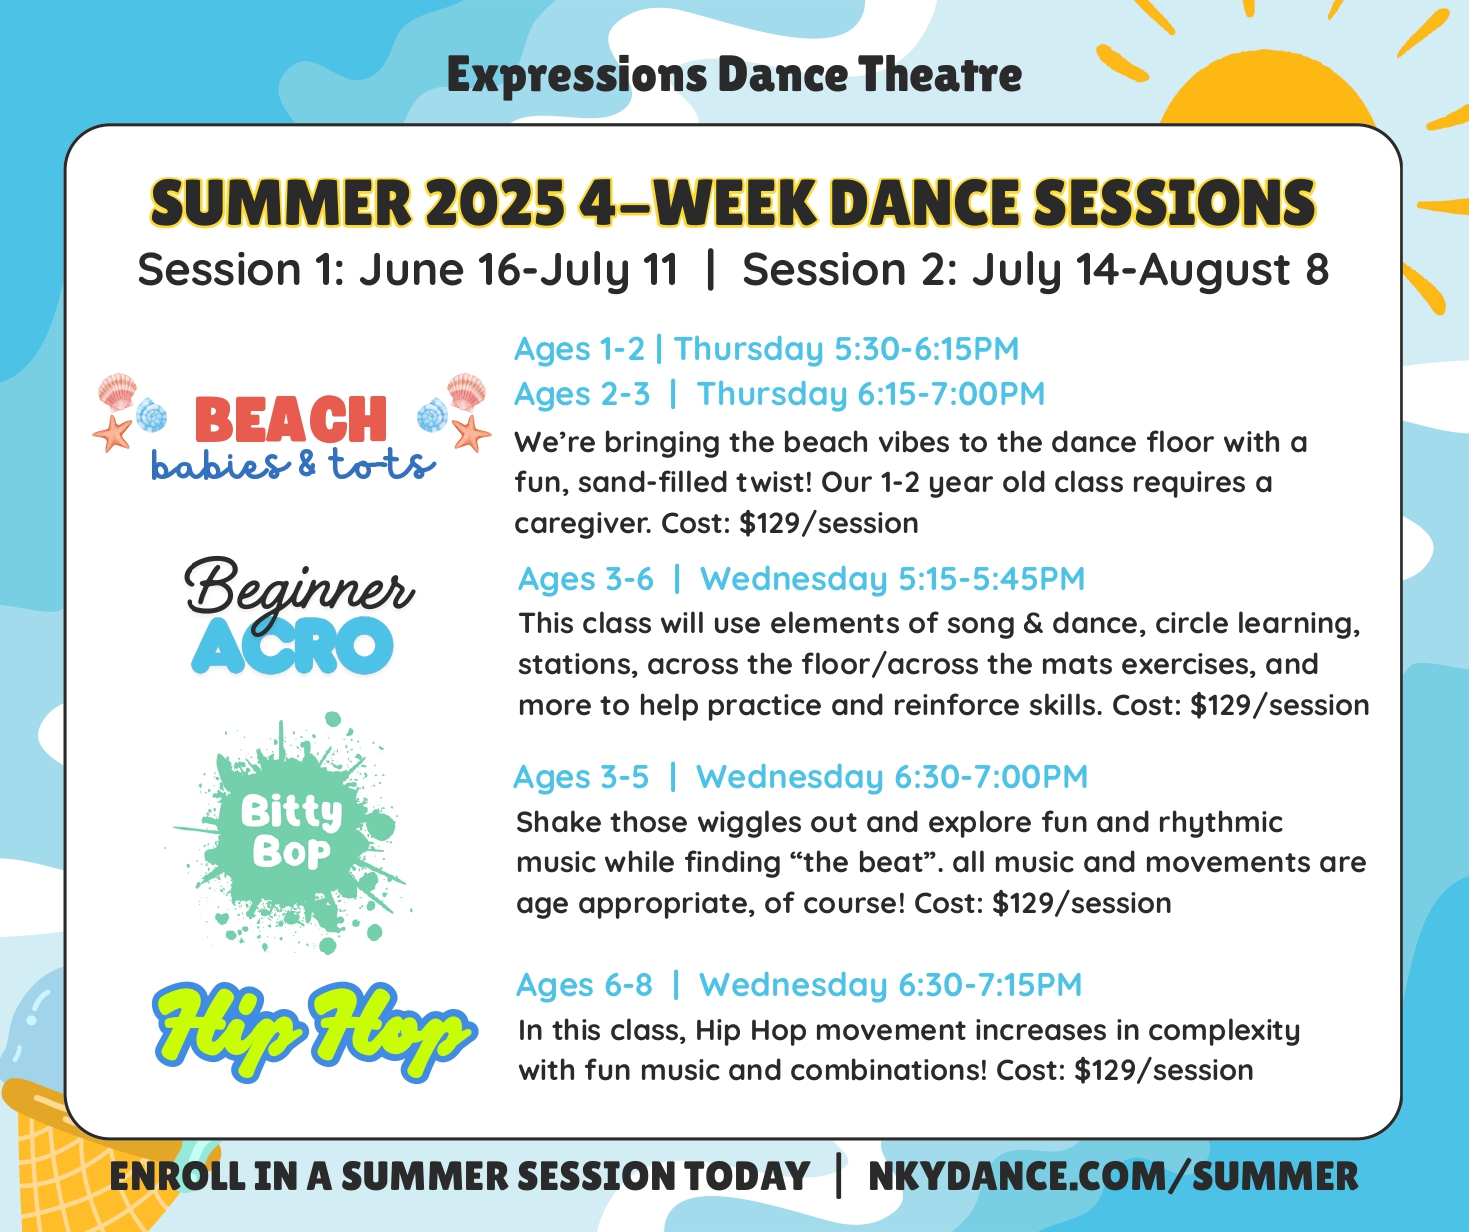 Expressions Dance Theatre
SUMMER 2025 4-WEEK DANCE SESSIONS
Session 1: June 16-July 11 | Session 2: July 14-August 8
BEACH
babies & tots
Ages 1-2 | Thursday 5:30-6:15PM
Ages 2-3 | Thursday 6:15-7:00PM
We’re bringing the beach vibes to the dance floor with a
fun, sand-filled twist! Our 1-2 year old class requires a
caregiver. Cost: $129/session
Beginner
ACRO
Ages 3-6 | Wednesday 5:15-5:45PM
This class will use elements of song & dance, circle learning,
stations, across the floor/across the mats exercises, and
more to help practice and reinforce skills. Cost: $129/session
Bitty
Bop
Ages 3-5 | Wednesday 6:30-7:00PM
Shake those wiggles out and explore fun and rhythmic
music while finding “the beat”. all music and movements are
age appropriate, of course! Cost: $129/session
Hip Hop
Ages 6-8 | Wednesday 6:30-7:15PM
In this class, Hip Hop movement increases in complexity
with fun music and combinations! Cost: $129/session
ENROLL IN A SUMMER SESSION TODAY | NKYDANCE.COM/SUMMER